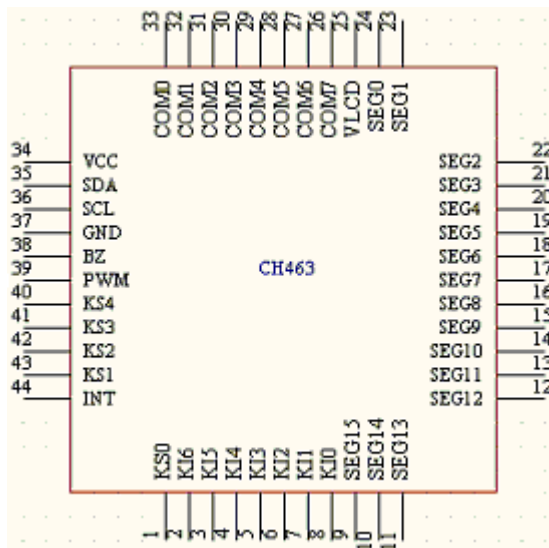 33 32 31 30 29 28 27 26 25 24 23
COM0 COM1 COM2 COM3 COM4 COM5 COM6 COM7 VLCD SEG0 SEG1
34 VCC SEG2 22
35 SDA SEG3 21
36 SCL SEG4 20
37 GND SEG5 19
38 BZ SEG6 18
CH463
39 PWM SEG7 17
40 KS4 SEG8 16
41 KS3 SEG9 15
42 KS2 SEG10 14
43 KS1 SEG11 13
44 INT SEG12 12
KS0 KI6 KI5 KI4 KI3 KI2 KI1 KI0 SEG15 SEG14 SEG13
1 2 3 4 5 6 7 8 9 10 11